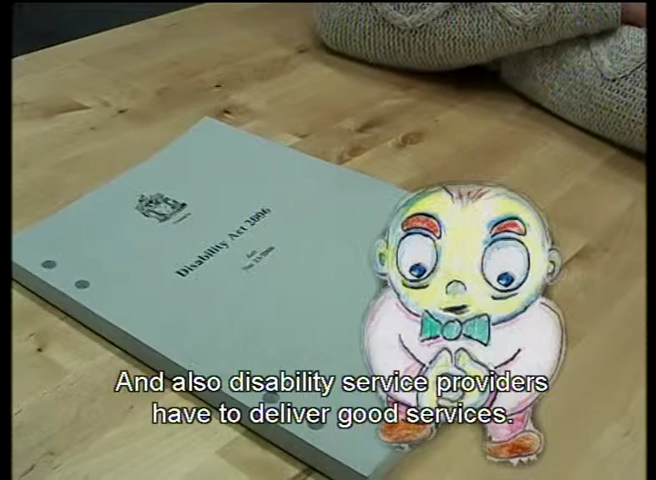 Disability Act 2006
And also disability service providers
have to deliver good services.